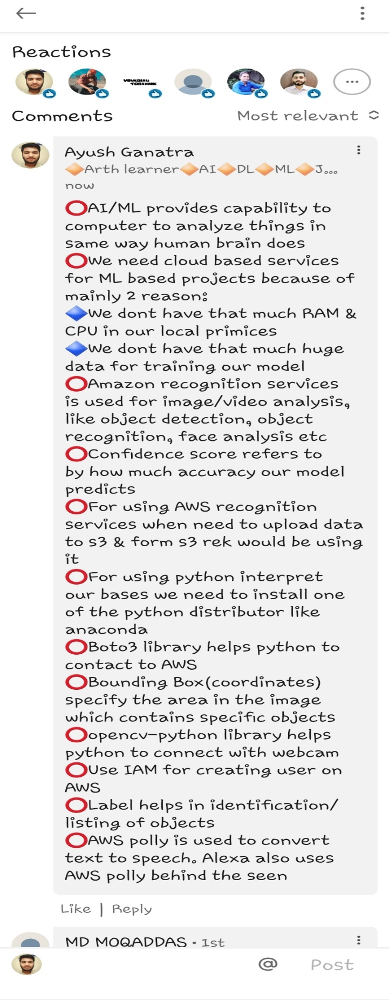 Reactions
VRUKSHALI
TORAWANE
Comments
Most relevant
Ayush Ganatra
🔶Arth learner🔶AI🔶DL🔶ML🔶J...
now
⭕AI/ML provides capability to
computer to analyze things in
same way human brain does
⭕We need cloud based services
for ML based projects because of
mainly 2 reason:
🔷We dont have that much RAM &
CPU in our local primices
🔷We dont have that much huge
data for training our model
⭕Amazon recognition services
is used for image/video analysis,
like object detection, object
recognition, face analysis etc
⭕Confidence score refers to
by how much accuracy our model
predicts
⭕For using AWS recognition
services when need to upload data
to s3 & form s3 rek would be using
it
⭕For using python interpret
our bases we need to install one
of the python distributor like
anaconda
⭕Boto3 library helps python to
contact to AWS
⭕Bounding Box(coordinates)
specify the area in the image
which contains specific objects
⭕opencv-python library helps
python to connect with webcam
⭕Use IAM for creating user on
AWS
⭕Label helps in identification/
listing of objects
⭕AWS polly is used to convert
text to speech. Alexa also uses
AWS polly behind the seen
Like | Reply
MD MOQADDAS • 1st
@ Post